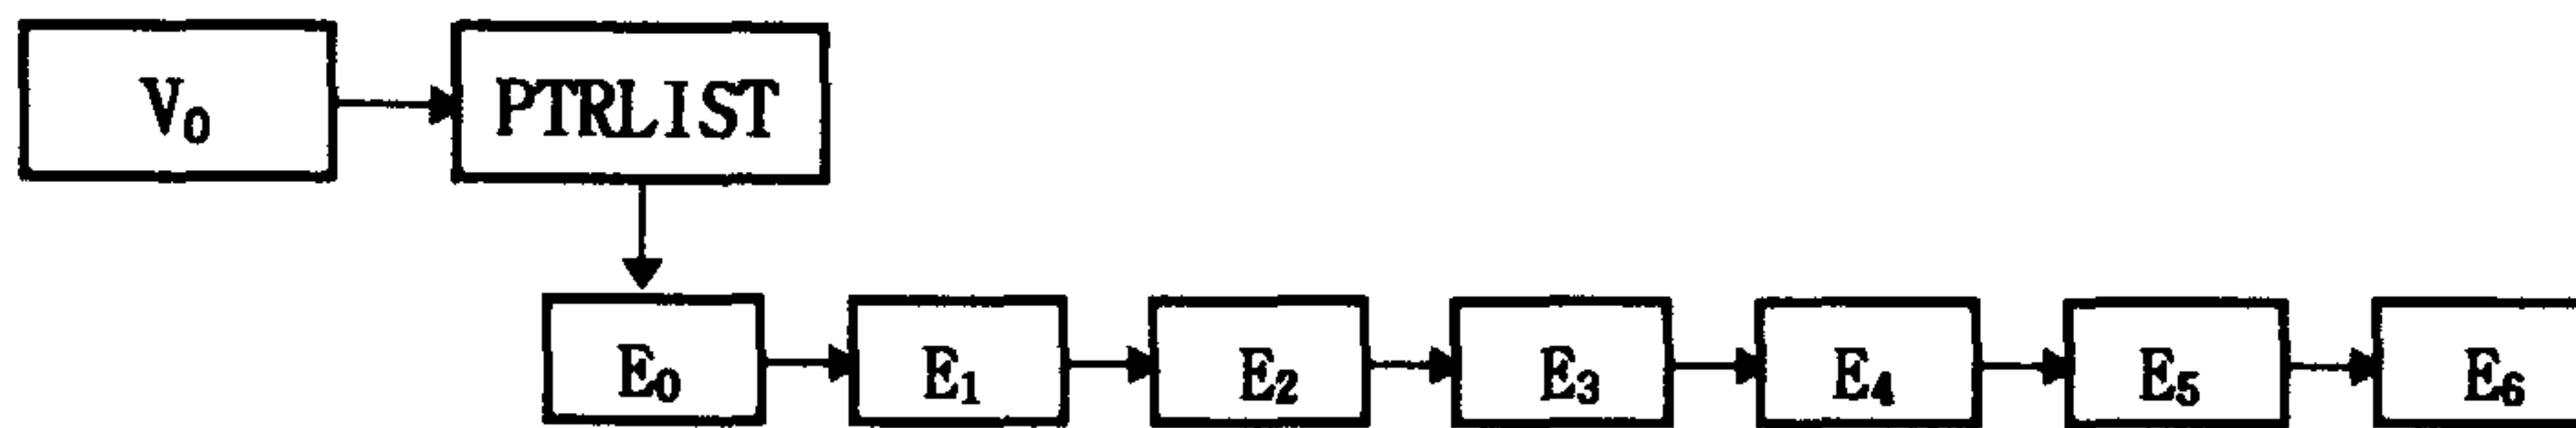 V₀ PTRLIST
E₀ E₁ E₂ E₃ E₄ E₅ E₆